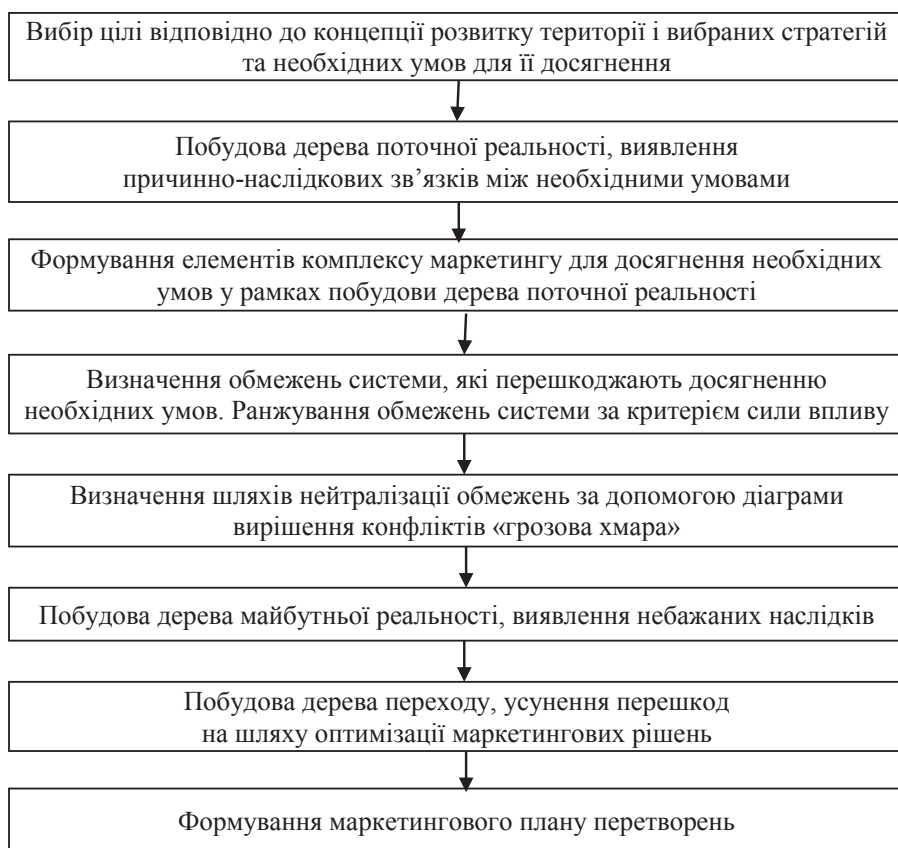 Вибір цілі відповідно до концепції розвитку території і вибраних стратегій
та необхідних умов для її досягнення
Побудова дерева поточної реальності, виявлення
причинно-наслідкових зв’язків між необхідними умовами
Формування елементів комплексу маркетингу для досягнення необхідних
умов у рамках побудови дерева поточної реальності
Визначення обмежень системи, які перешкоджають досягненню
необхідних умов. Ранжування обмежень системи за критерієм сили впливу
Визначення шляхів нейтралізації обмежень за допомогою діаграми
вирішення конфліктів «грозова хмара»
Побудова дерева майбутньої реальності, виявлення небажаних наслідків
Побудова дерева переходу, усунення перешкод
на шляху оптимізації маркетингових рішень
Формування маркетингового плану перетворень